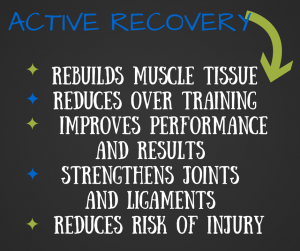 ACTIVE RECOVERY
REBUILDS MUSCLE TISSUE
REDUCES OVER TRAINING
IMPROVES PERFORMANCE
AND RESULTS
STRENGTHENS JOINTS
AND LIGAMENTS
REDUCES RISK OF INJURY